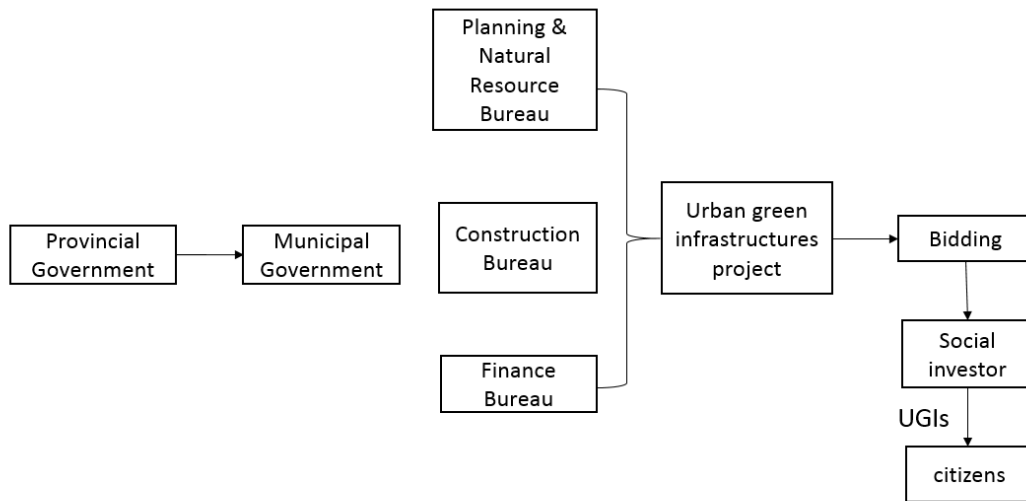 Planning &
Natural
Resource
Bureau
Provincial
Government
Municipal
Government
Construction
Bureau
Finance
Bureau
Urban green
infrastructures
project
Bidding
Social
investor
UGIs
citizens